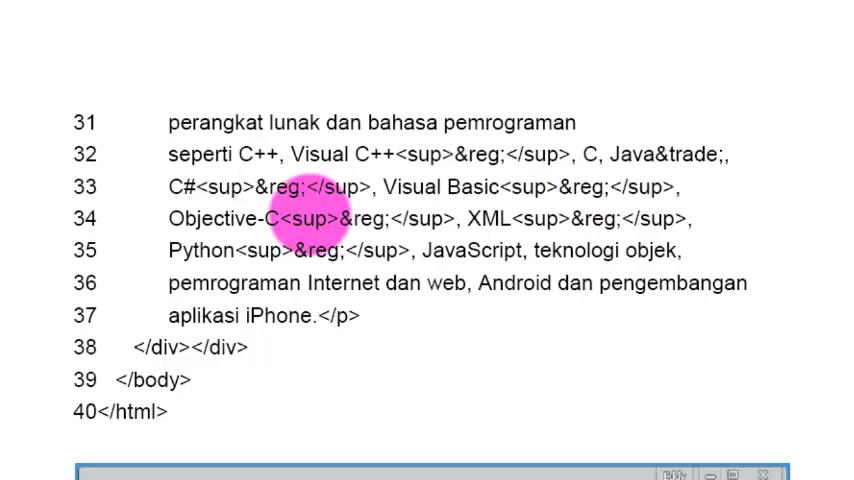 31 perangkat lunak dan bahasa pemrograman
32 seperti C++, Visual C++<sup>&reg;</sup>, C, Java&trade;,
33 C#<sup>&reg;</sup>, Visual Basic<sup>&reg;</sup>,
34 Objective-C<sup>&reg;</sup>, XML<sup>&reg;</sup>,
35 Python<sup>&reg;</sup>, JavaScript, teknologi objek,
36 pemrograman Internet dan web, Android dan pengembangan
37 aplikasi iPhone.</p>
38 </div></div>
39 </body>
40</html>